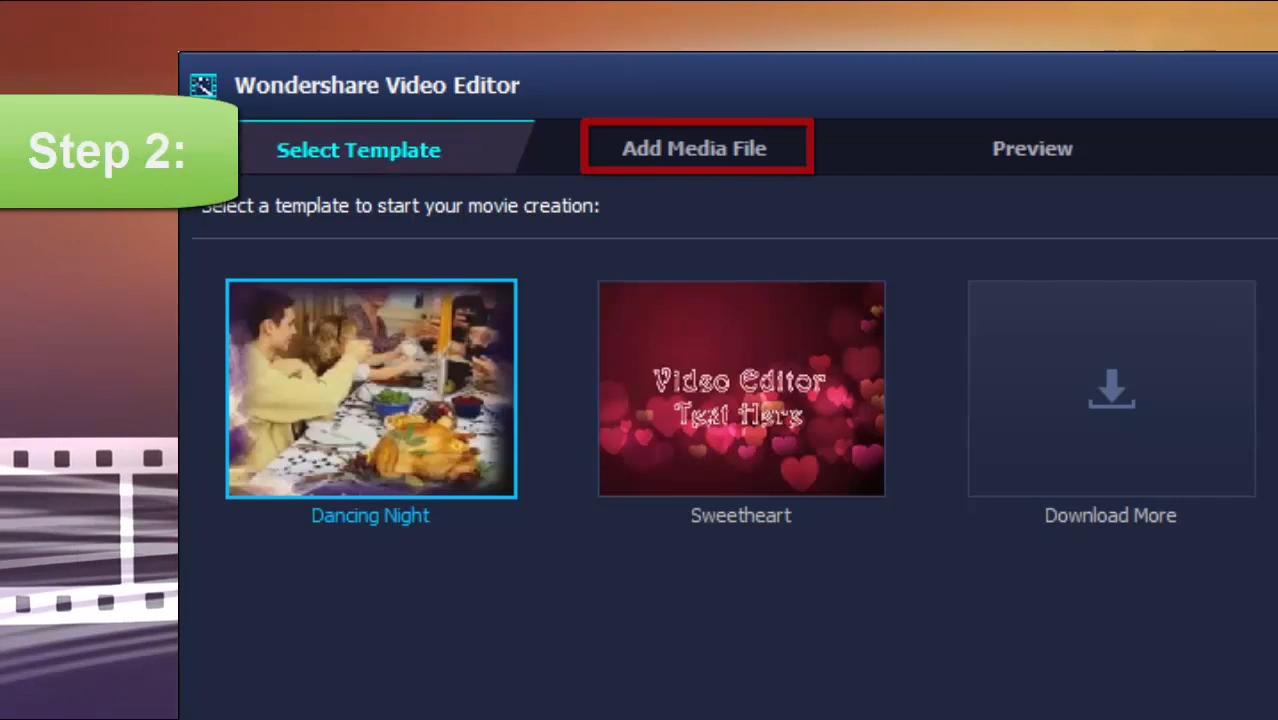 Wondershare Video Editor
Step 2:
Select Template
Add Media File
Preview
Select a template to start your movie creation:
Video Editor
Text Here
Dancing Night
Sweetheart
Download More